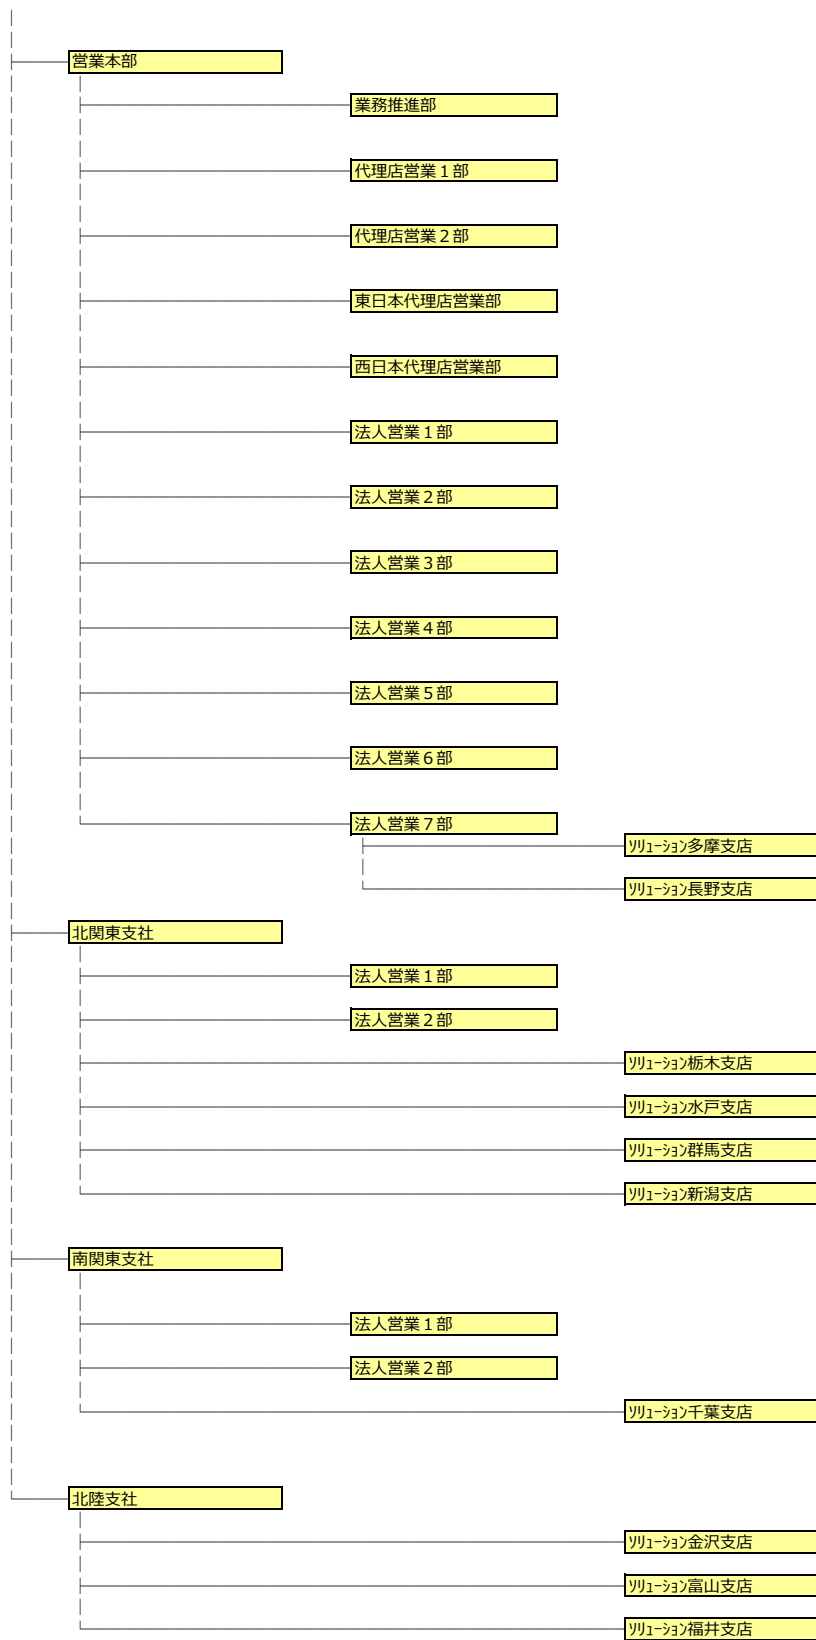 営業本部
業務推進部
代理店営業１部
代理店営業２部
東日本代理店営業部
西日本代理店営業部
法人営業１部
法人営業２部
法人営業３部
法人営業４部
法人営業５部
法人営業６部
法人営業７部
ｿﾘｭｰｼｮﾝ多摩支店
ｿﾘｭｰｼｮﾝ長野支店
北関東支社
法人営業１部
法人営業２部
ｿﾘｭｰｼｮﾝ栃木支店
ｿﾘｭｰｼｮﾝ水戸支店
ｿﾘｭｰｼｮﾝ群馬支店
ｿﾘｭｰｼｮﾝ新潟支店
南関東支社
法人営業１部
法人営業２部
ｿﾘｭｰｼｮﾝ千葉支店
北陸支社
ｿﾘｭｰｼｮﾝ金沢支店
ｿﾘｭｰｼｮﾝ富山支店
ｿﾘｭｰｼｮﾝ福井支店